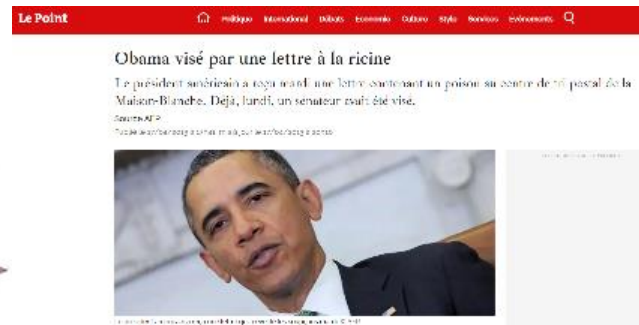 Le Point
Politique International Débats Economie Culture Style Services Evénements
Obama visé par une lettre à la ricine
Le président américain a reçu mardi une lettre contenant un poison au centre de tri postal de la
Maison-Blanche. Déjà, lundi, un sénateur avait été visé.
Source AFP